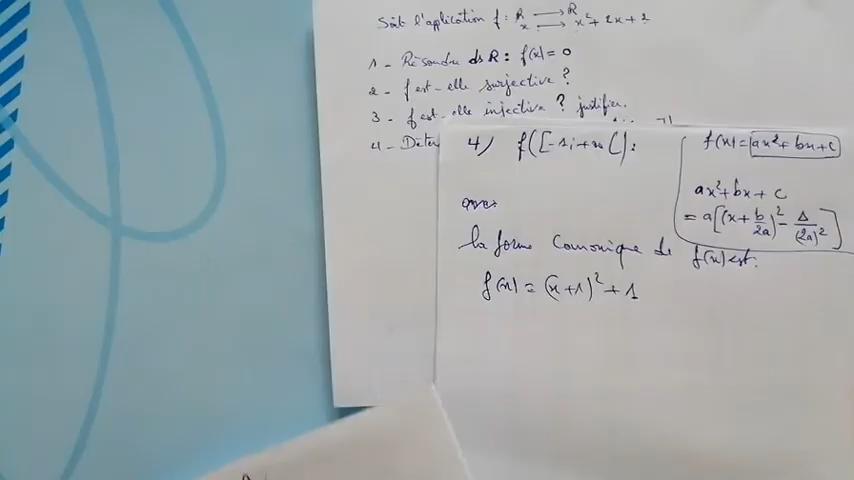 Soit l'application f : R → R
x → x² + 2x + 2
1 - Résoudre ds R : f(x) = 0
2 - f est-elle surjective ?
3 - f est-elle injective ? justifier.
4 - Déter
4) f([-1; +∞[) :
f(x) = ax² + bx + c
ax² + bx + c
= a[(x + b/2a)² - Δ/(2a)²]
la forme canonique de f(x) est :
f(x) = (x+1)² + 1